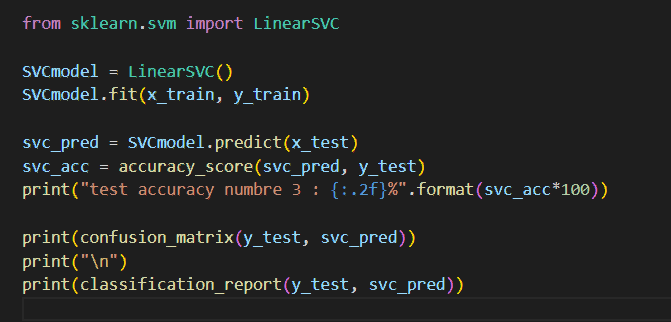 from sklearn.svm import LinearSVC
SVCmodel = LinearSVC()
SVCmodel.fit(x_train, y_train)
svc_pred = SVCmodel.predict(x_test)
svc_acc = accuracy_score(svc_pred, y_test)
print("test accuracy numbre 3 : {:.2f}%".format(svc_acc*100))
print(confusion_matrix(y_test, svc_pred))
print("\n")
print(classification_report(y_test, svc_pred))